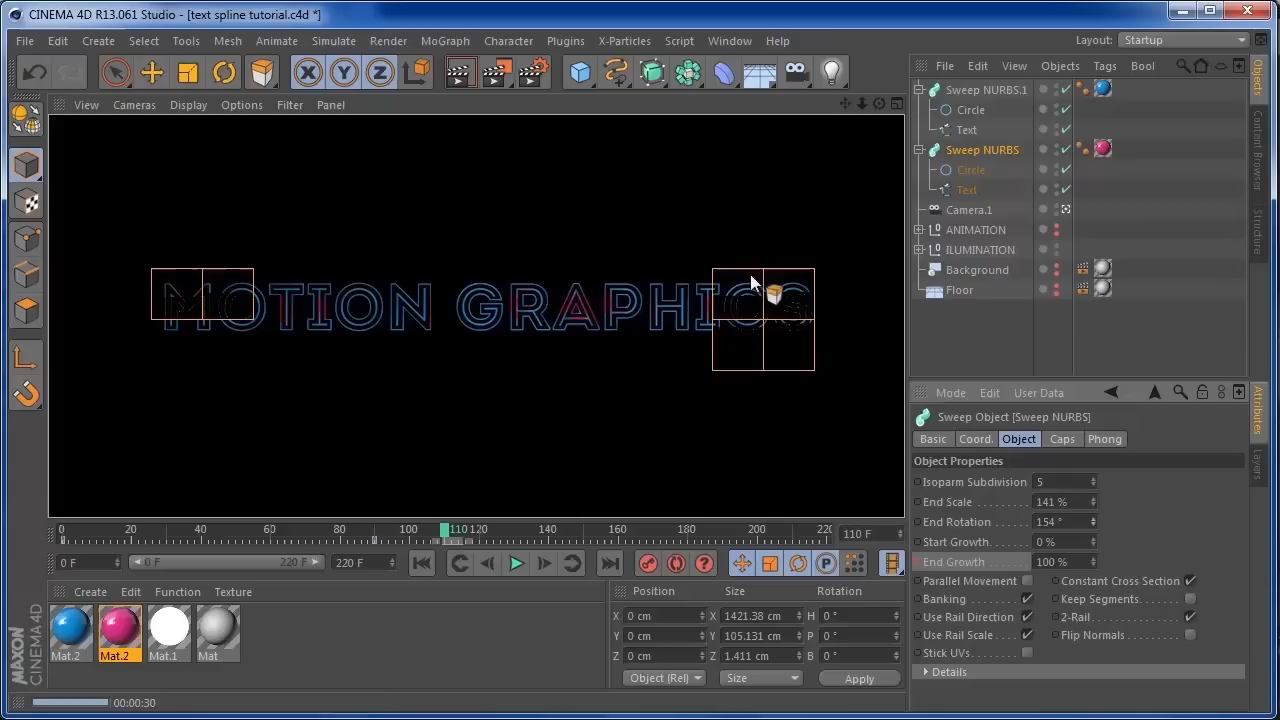 CINEMA 4D R13.061 Studio - [text spline tutorial.c4d *]
File Edit Create Select Tools Mesh Animate Simulate Render MoGraph Character Plugins X-Particles Script Window Help Layout: Startup
X Y Z
File Edit View Objects Tags Bool
View Cameras Display Options Filter Panel
Sweep NURBS.1
Circle
Text
Sweep NURBS
Circle
Text
Camera.1
ANIMATION
ILUMINATION
Background
Floor
Objects
Content Browser
Structure
MOTION GRAPHICS
Mode Edit User Data
Sweep Object [Sweep NURBS]
Basic Coord. Object Caps Phong
Object Properties
Isoparm Subdivision 5
End Scale 141 %
End Rotation 154 °
Start Growth 0 %
End Growth 100 %
Parallel Movement Constant Cross Section
Banking Keep Segments
Use Rail Direction 2-Rail
Use Rail Scale Flip Normals
Stick UVs
Details
Attributes
Layers
0 20 40 60 80 100 110 120 140 160 180 200 22 110 F
0 F 0 F 220 F 220 F P
Create Edit Function Texture
Mat.2 Mat.2 Mat.1 Mat
Position Size Rotation
X 0 cm X 1421.38 cm H 0 °
Y 0 cm Y 105.131 cm P 0 °
Z 0 cm Z 1.411 cm B 0 °
Object (Rel) Size Apply
MAXON
CINEMA 4D
00:00:30